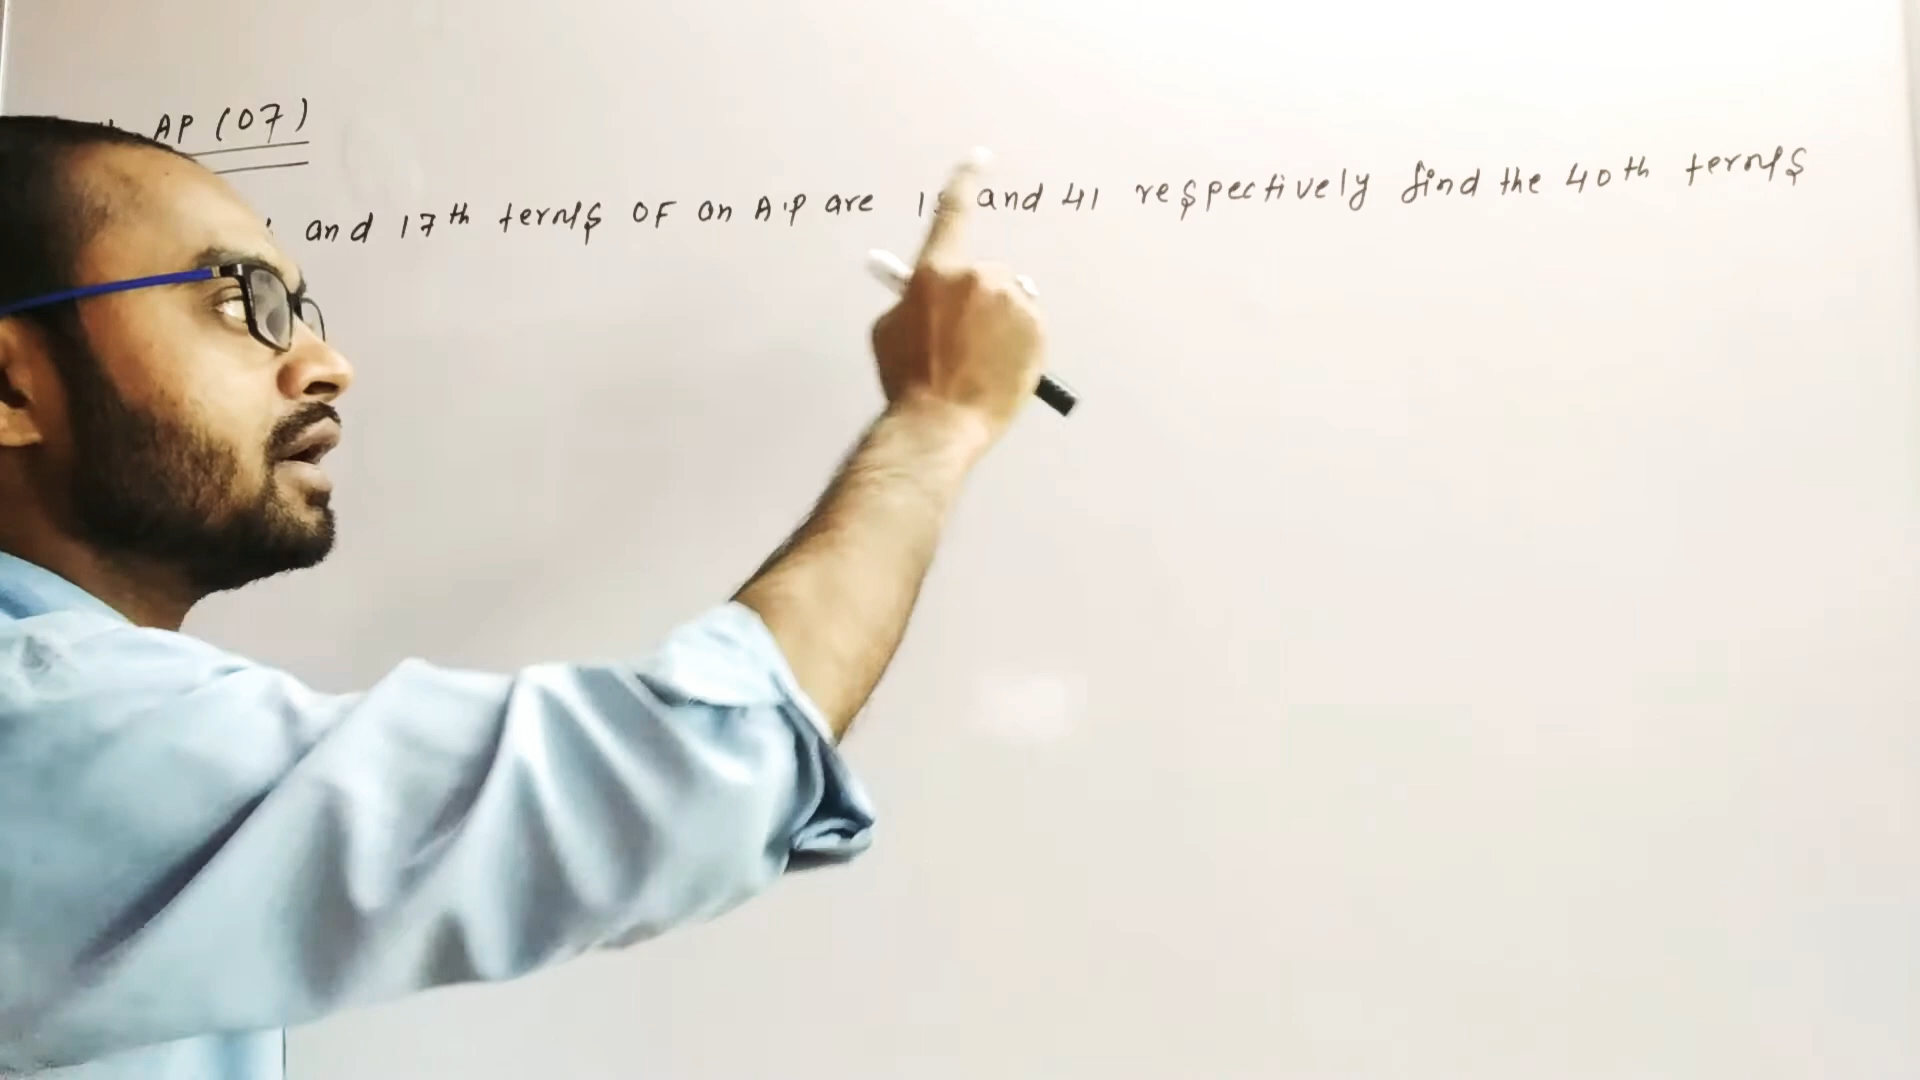 AP (07)
and 17th terms OF an A.P are and 41 respectively find the 40th terms